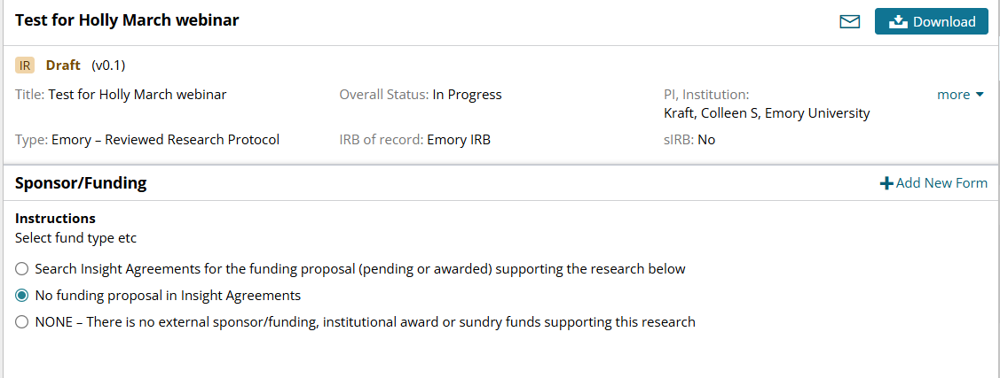 Test for Holly March webinar
Download
IR Draft (v0.1)
Title: Test for Holly March webinar
Overall Status: In Progress
PI, Institution:
Kraft, Colleen S, Emory University
more
Type: Emory – Reviewed Research Protocol
IRB of record: Emory IRB
sIRB: No
Sponsor/Funding
Add New Form
Instructions
Select fund type etc
Search Insight Agreements for the funding proposal (pending or awarded) supporting the research below
No funding proposal in Insight Agreements
NONE – There is no external sponsor/funding, institutional award or sundry funds supporting this research